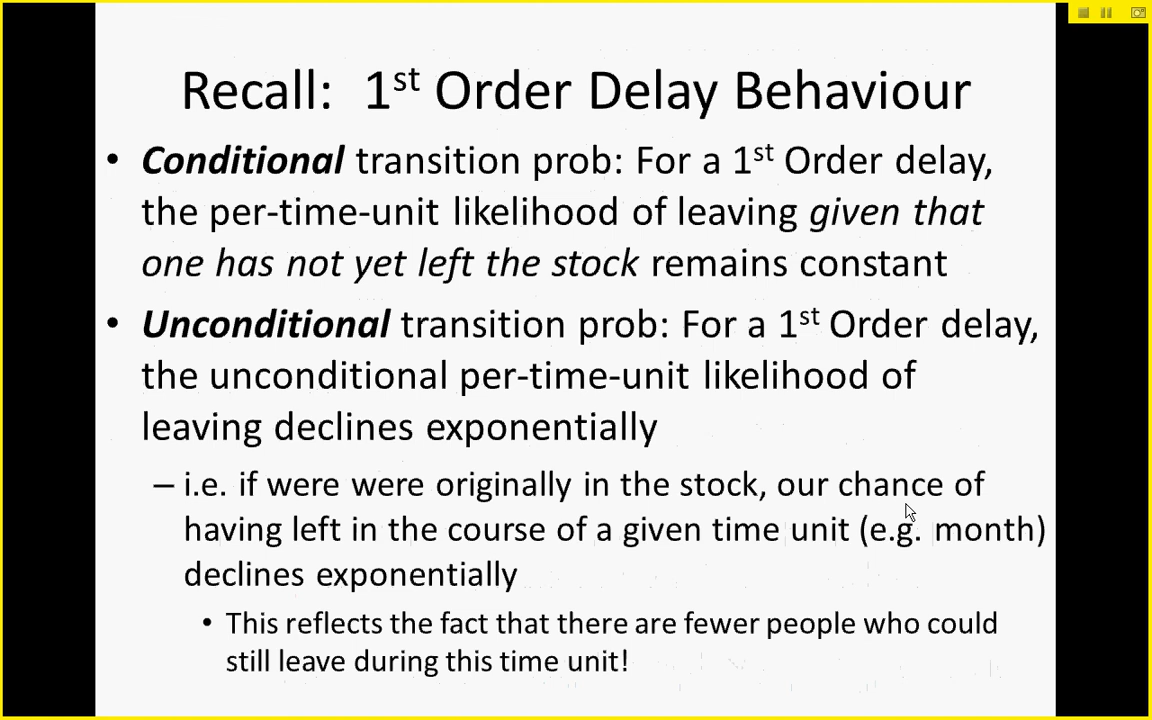 Recall: 1st Order Delay Behaviour
• Conditional transition prob: For a 1st Order delay,
the per-time-unit likelihood of leaving given that
one has not yet left the stock remains constant
• Unconditional transition prob: For a 1st Order delay,
the unconditional per-time-unit likelihood of
leaving declines exponentially
– i.e. if were were originally in the stock, our chance of
having left in the course of a given time unit (e.g. month)
declines exponentially
• This reflects the fact that there are fewer people who could
still leave during this time unit!